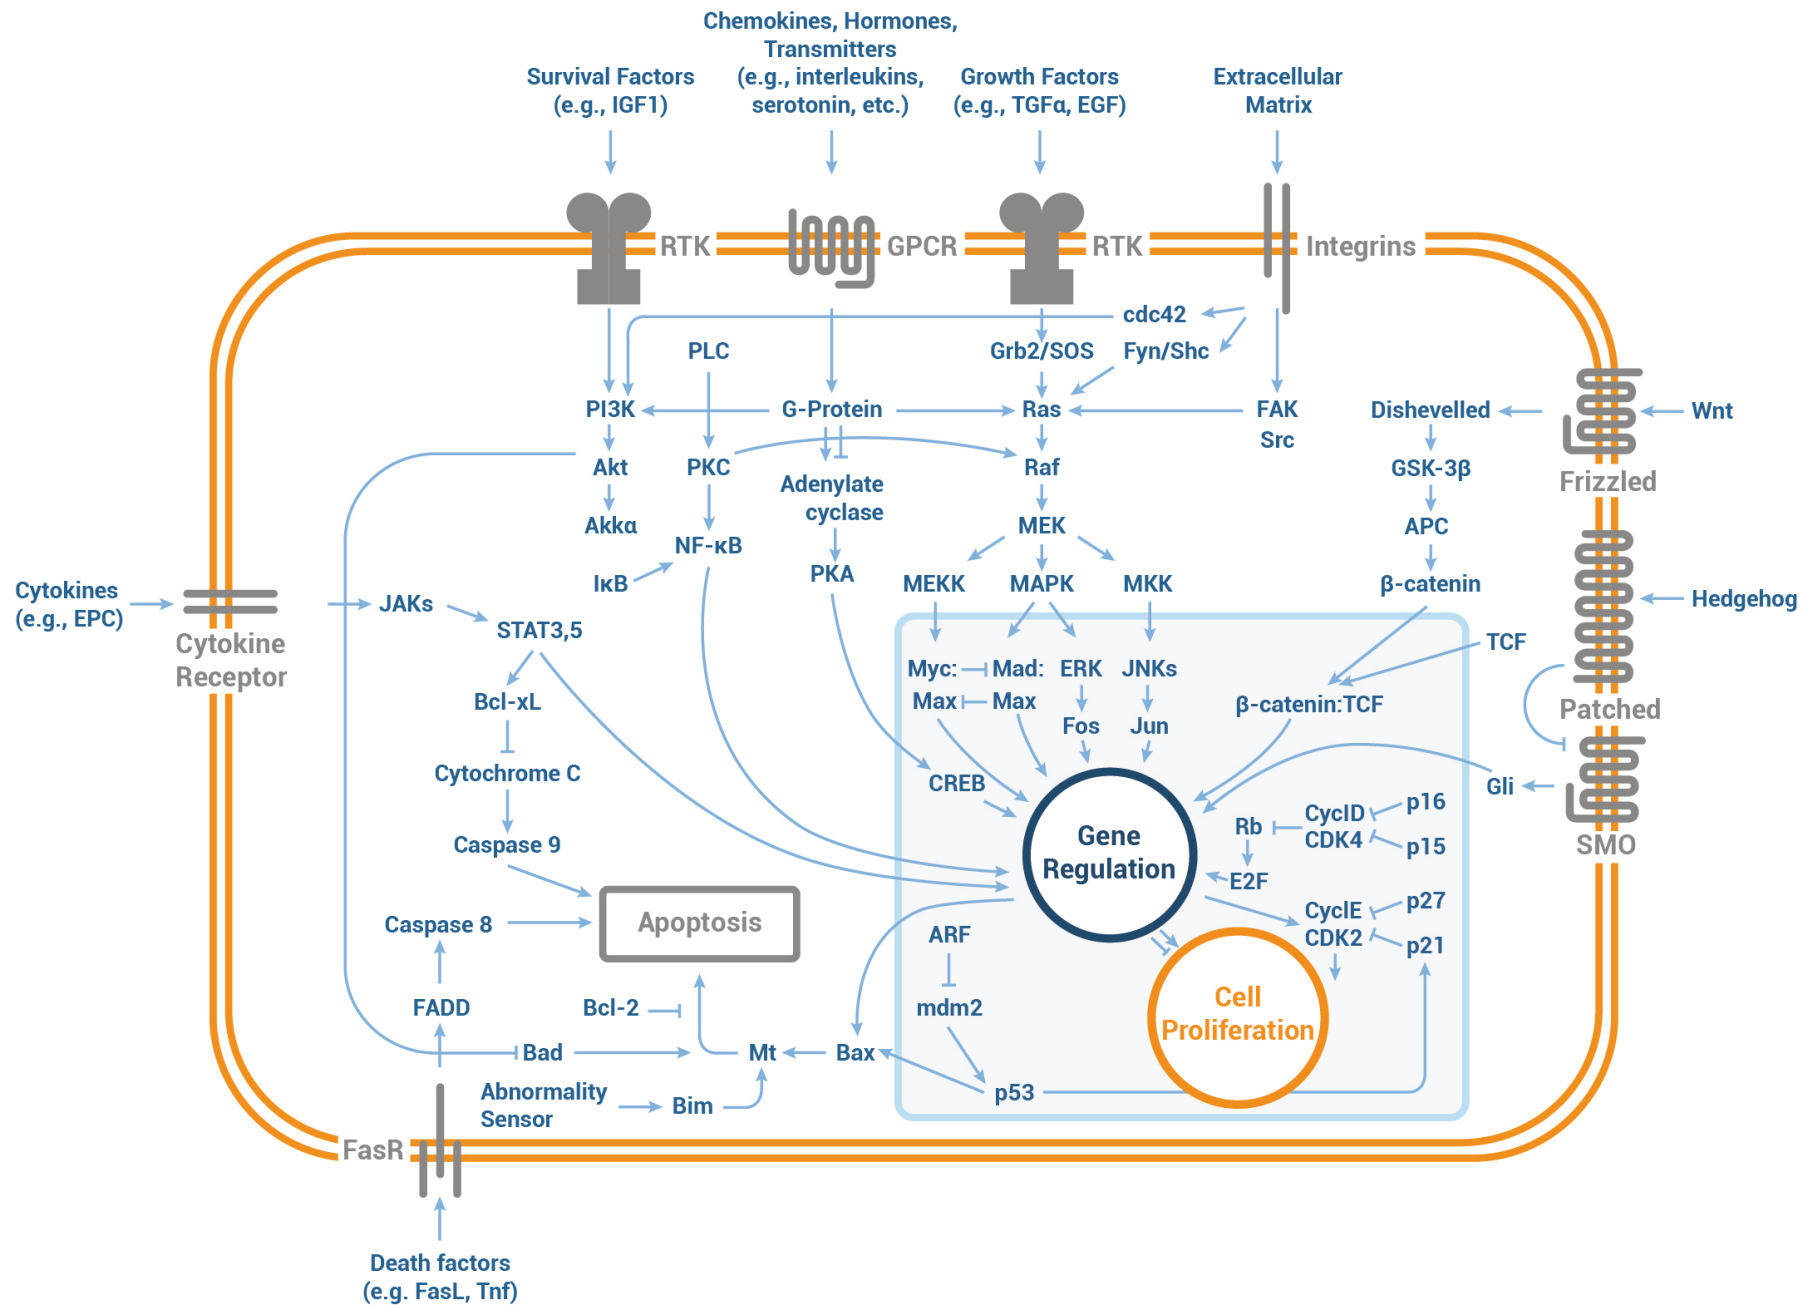 Chemokines, Hormones,
Transmitters
(e.g., interleukins,
serotonin, etc.)
Survival Factors
(e.g., IGF1)
Growth Factors
(e.g., TGFα, EGF)
Extracellular
Matrix
RTK
GPCR
RTK
Integrins
cdc42
PLC
Grb2/SOS
Fyn/Shc
PI3K
G-Protein
Ras
FAK
Src
Dishevelled
Wnt
Akt
PKC
Raf
GSK-3β
Frizzled
Adenylate
cyclase
Akkα
MEK
APC
NF-κB
IκB
PKA
MEKK
MAPK
MKK
β-catenin
Cytokines
(e.g., EPC)
JAKs
Hedgehog
STAT3,5
Cytokine
Receptor
TCF
Myc:
Mad:
ERK
JNKs
Bcl-xL
Max
Max
β-catenin:TCF
Patched
Fos
Jun
Cytochrome C
CREB
Gli
Caspase 9
Gene
Regulation
Rb
CyclD
CDK4
p16
p15
SMO
E2F
Caspase 8
Apoptosis
ARF
CyclE
CDK2
p27
p21
FADD
Bcl-2
mdm2
Cell
Proliferation
Bad
Mt
Bax
Abnormality
Sensor
Bim
p53
FasR
Death factors
(e.g. FasL, Tnf)